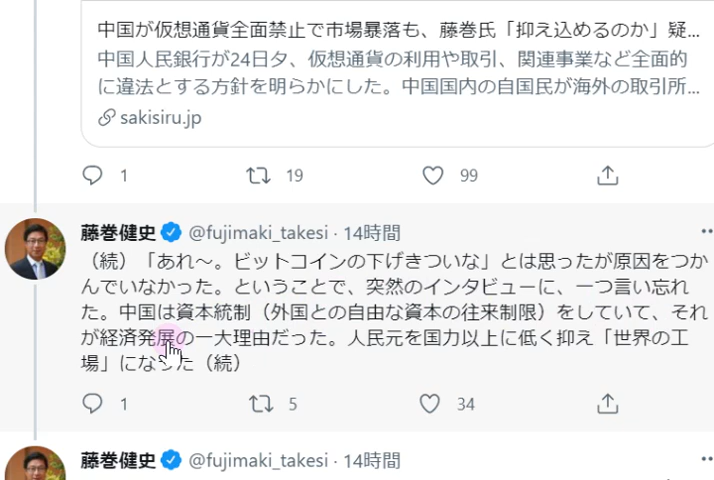 中国が仮想通貨全面禁止で市場暴落も、藤巻氏「抑え込めるのか」疑...
中国人民銀行が24日夕、仮想通貨の利用や取引、関連事業など全面的
に違法とする方針を明らかにした。中国国内の自国民が海外の取引所...
sakisiru.jp
1 19 99
藤巻健史 @fujimaki_takesi · 14時間
（続）「あれ～。ビットコインの下げきついな」とは思ったが原因をつか
んでいなかった。ということで、突然のインタビューに、一つ言い忘れ
た。中国は資本統制（外国との自由な資本の往来制限）をしていて、それ
が経済発展の一大理由だった。人民元を国力以上に低く抑え「世界の工
場」になった（続）
1 5 34
藤巻健史 @fujimaki_takesi · 14時間